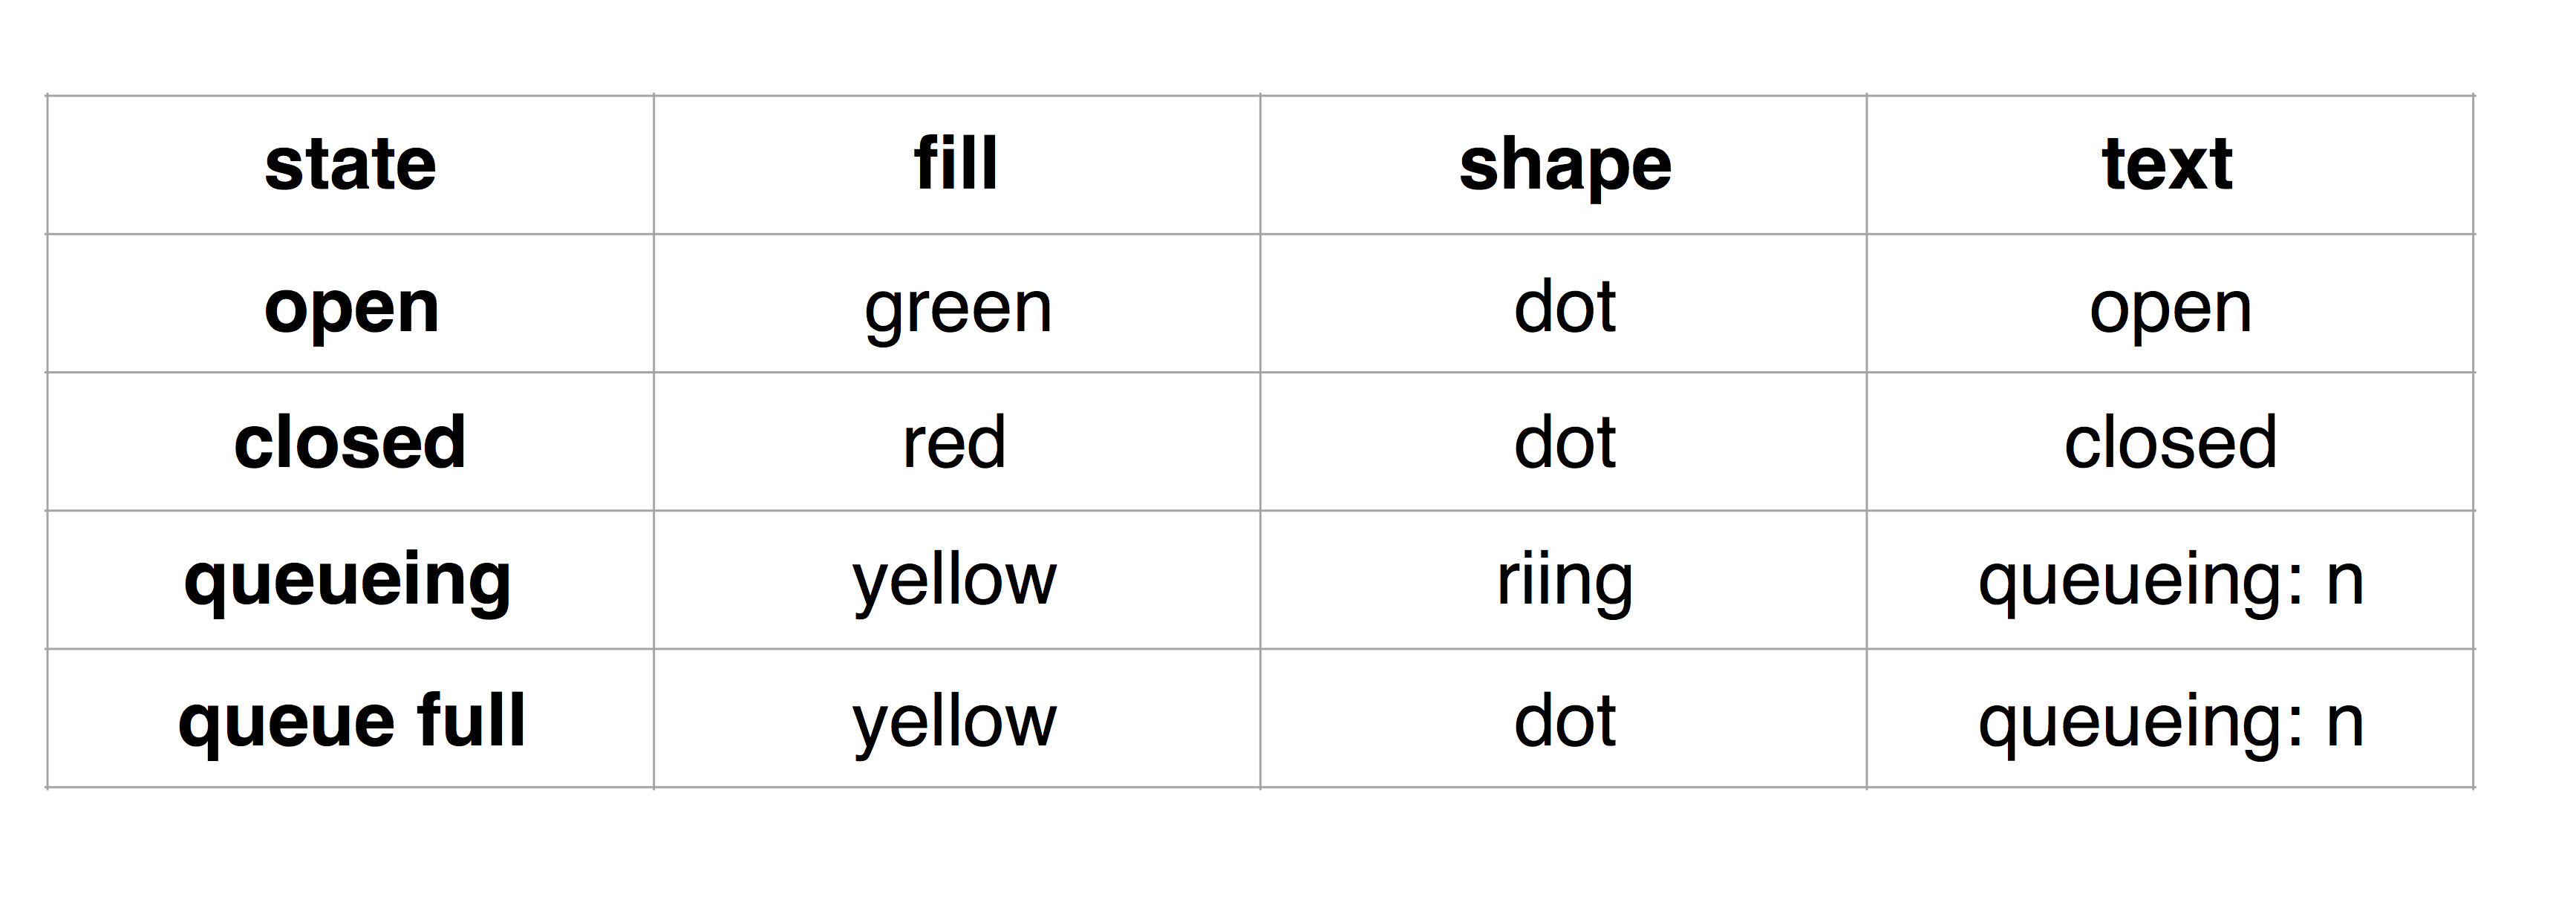 state fill shape text
open green dot open
closed red dot closed
queueing yellow riing queueing: n
queue full yellow dot queueing: n